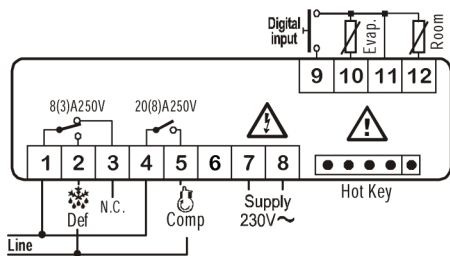 Digital
input
Evap.
Room
9 10 11 12
8(3)A250V
20(8)A250V
1 2 3 4 5 6 7 8
Hot Key
Def
N.C.
Comp
Supply
230V~
Line